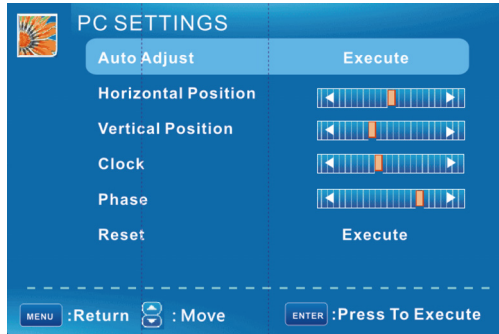 PC SETTINGS
Auto Adjust Execute
Horizontal Position
Vertical Position
Clock
Phase
Reset Execute
MENU :Return : Move ENTER :Press To Execute